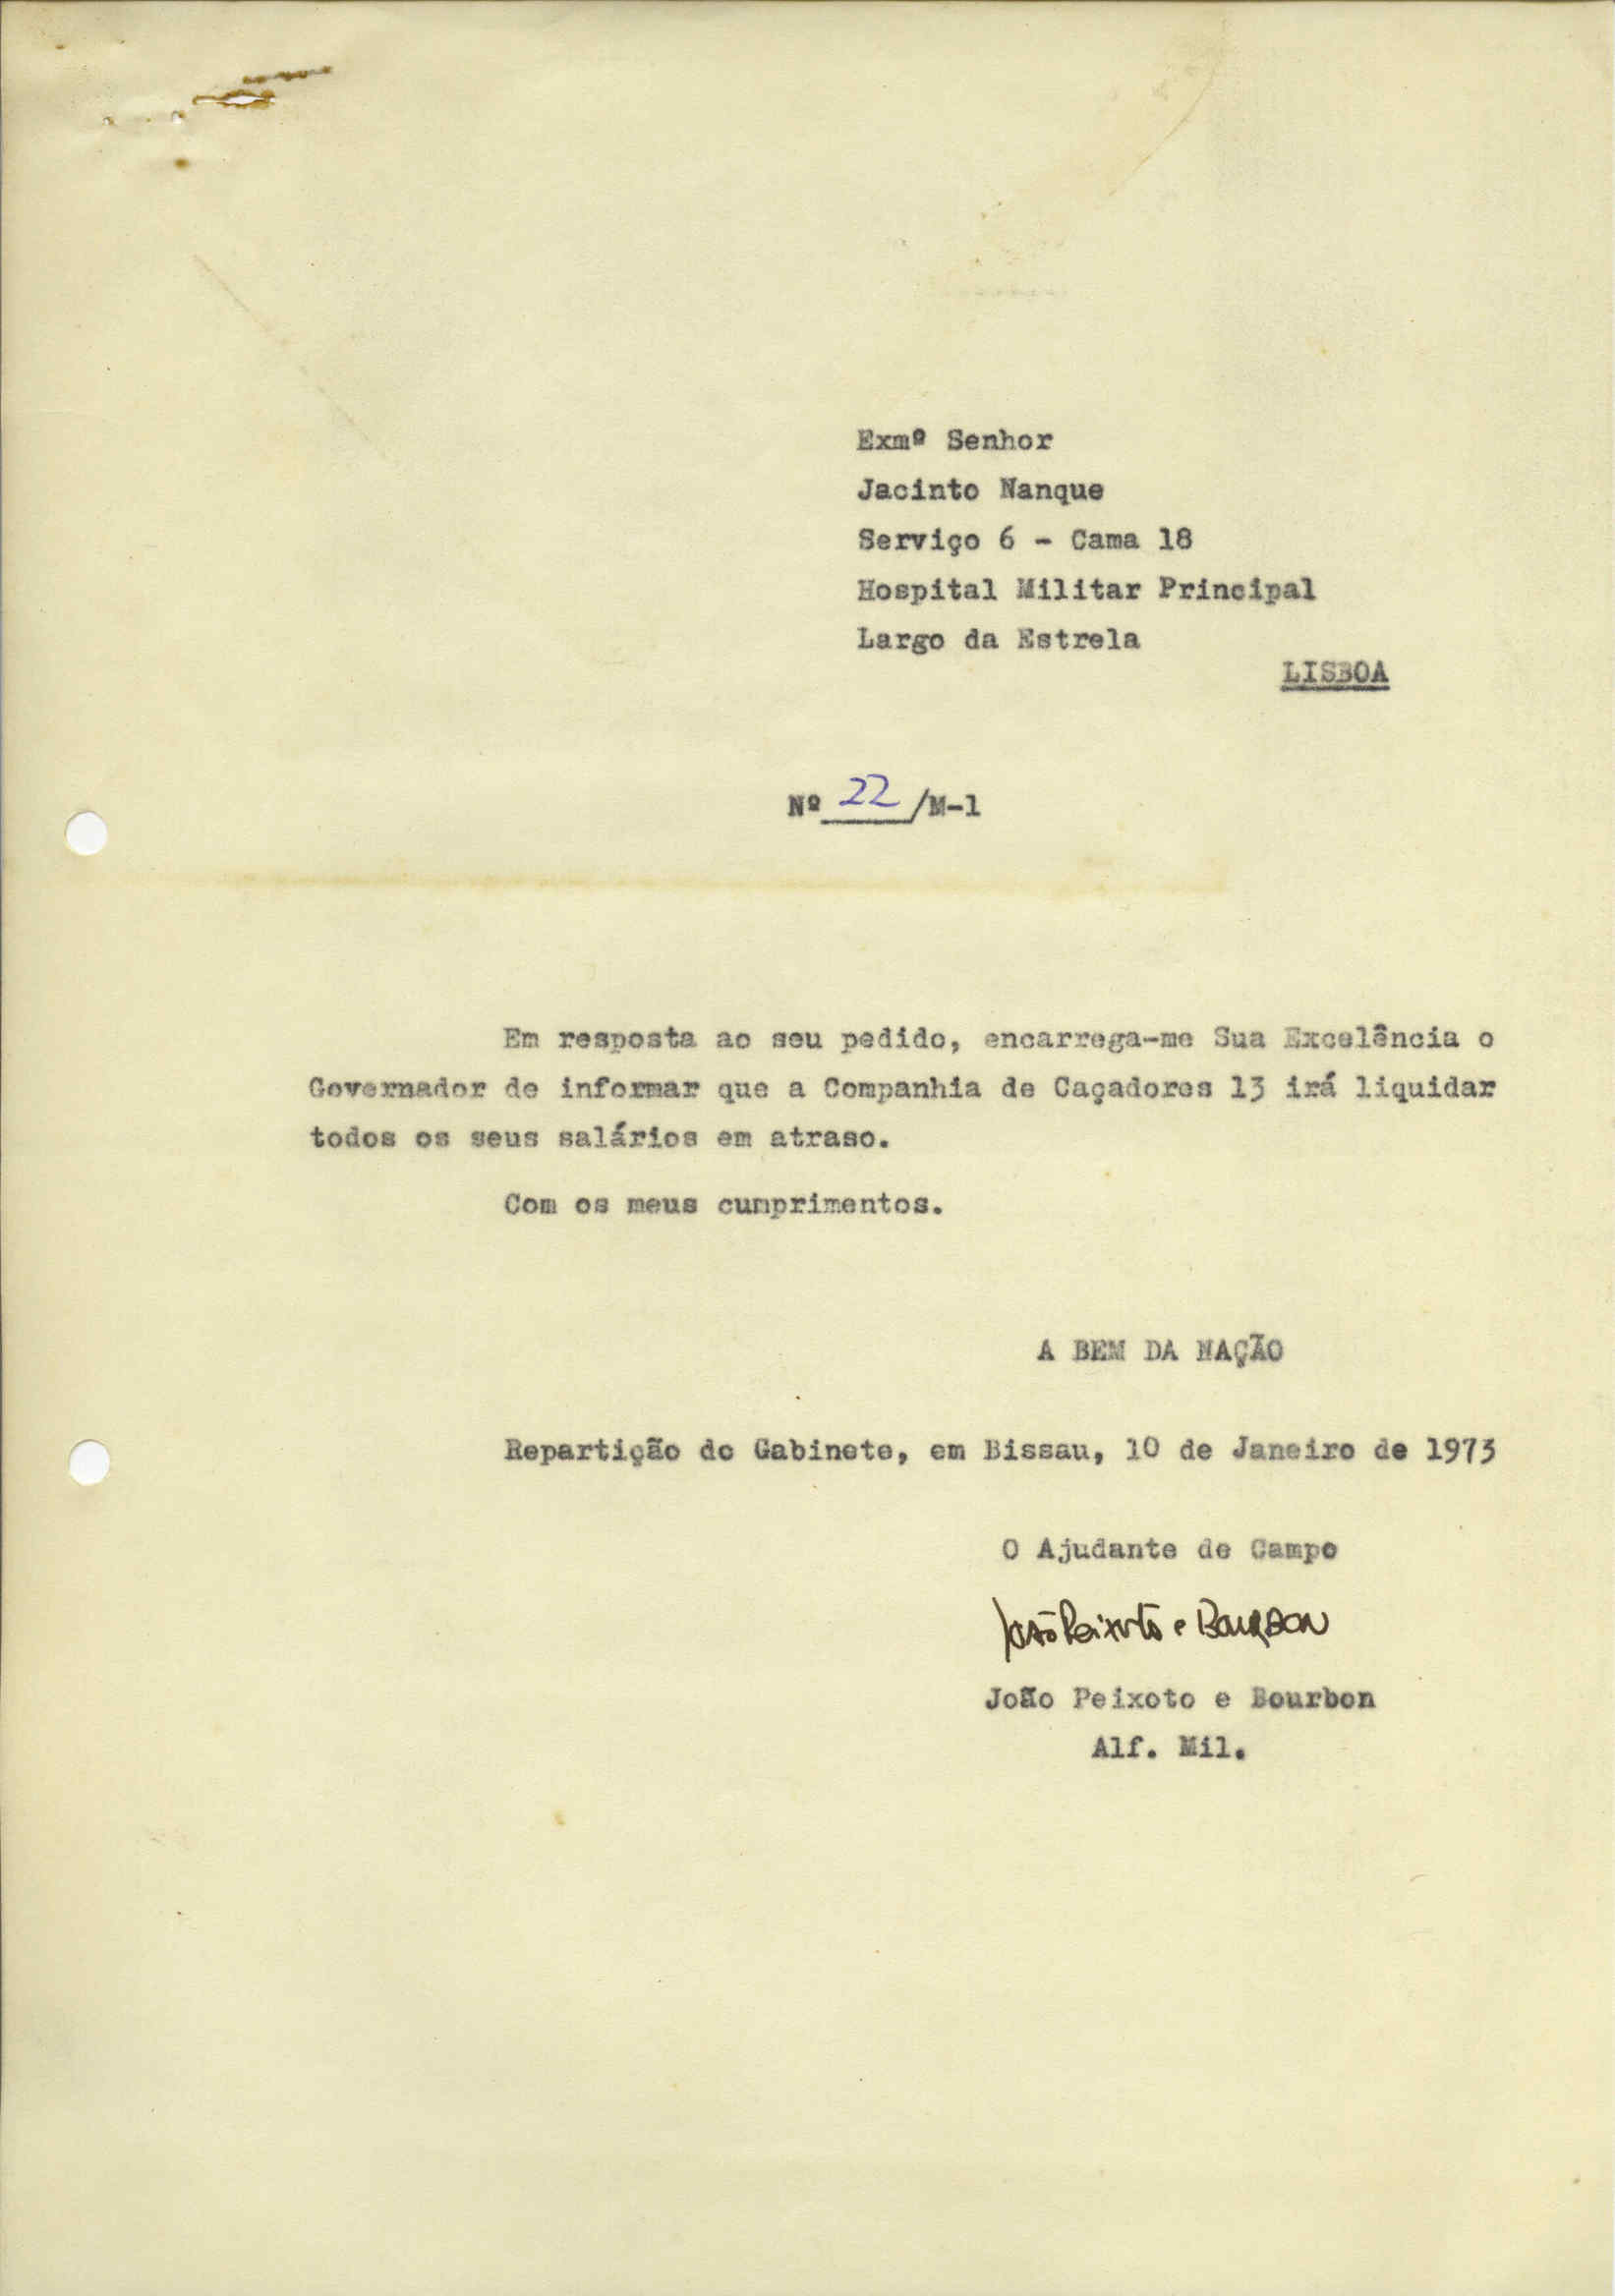 Exmº Senhor
Jacinto Nanque
Serviço 6 - Cama 18
Hospital Militar Principal
Largo da Estrela
LISBOA
Nº 22/M-1
Em resposta ao seu pedido, encarrega-me Sua Excelência o
Governador de informar que a Companhia de Caçadores 13 irá liquidar
todos os seus salários em atraso.
Com os meus cumprimentos.
A BEM DA NAÇÃO
Repartição do Gabinete, em Bissau, 10 de Janeiro de 1973
O Ajudante de Campo
João Peixoto e Bourbon
João Peixoto e Bourbon
Alf. Mil.